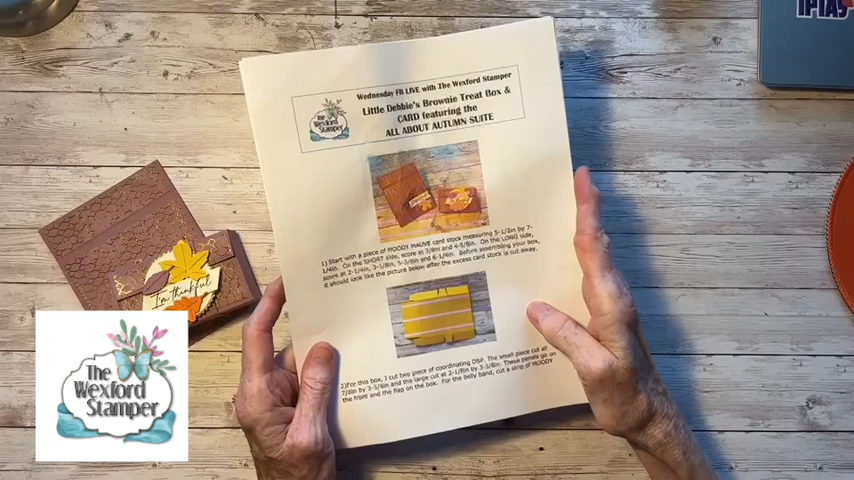 Wednesday FB LIVE with The Wexford Stamper
Little Debbie's Brownie Treat Box &
CARD featuring the
ALL ABOUT AUTUMN SUITE
The
Wexford
Stamper
1) Start with a piece of MOODY MAUVE card stock measuring 5-1/2in by 7-
1/4in. On the SHORT side, score at 7/8in and 4-5/8in. On the LONG side,
score at 2-1/4in, 3-1/8in, 5-3/8in and 6-1/4in. Before assembling your box,
it should look like the picture below after the excess card stock is cut away.
2)For this box, I cut two piece of coordinating DSP. The small piece cut at
7/8in by 3-5/8in and the large cut at 2-1/8in by 3-5/8in. These panels go on
the front and the flap on the box. For the belly band, cut a strip of MOODY
I'm thankful
The
Wexford
Stamper